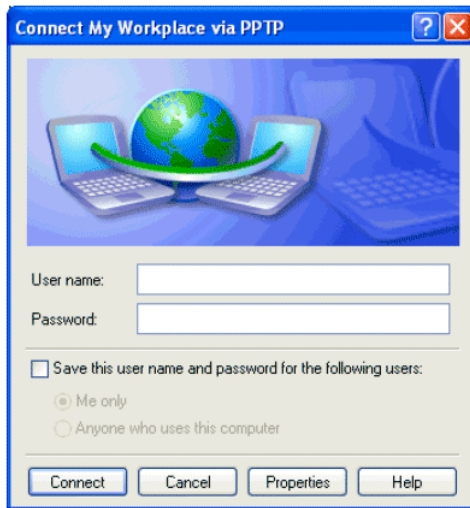 Connect My Workplace via PPTP
User name:
Password:
Save this user name and password for the following users:
Me only
Anyone who uses this computer
Connect Cancel Properties Help